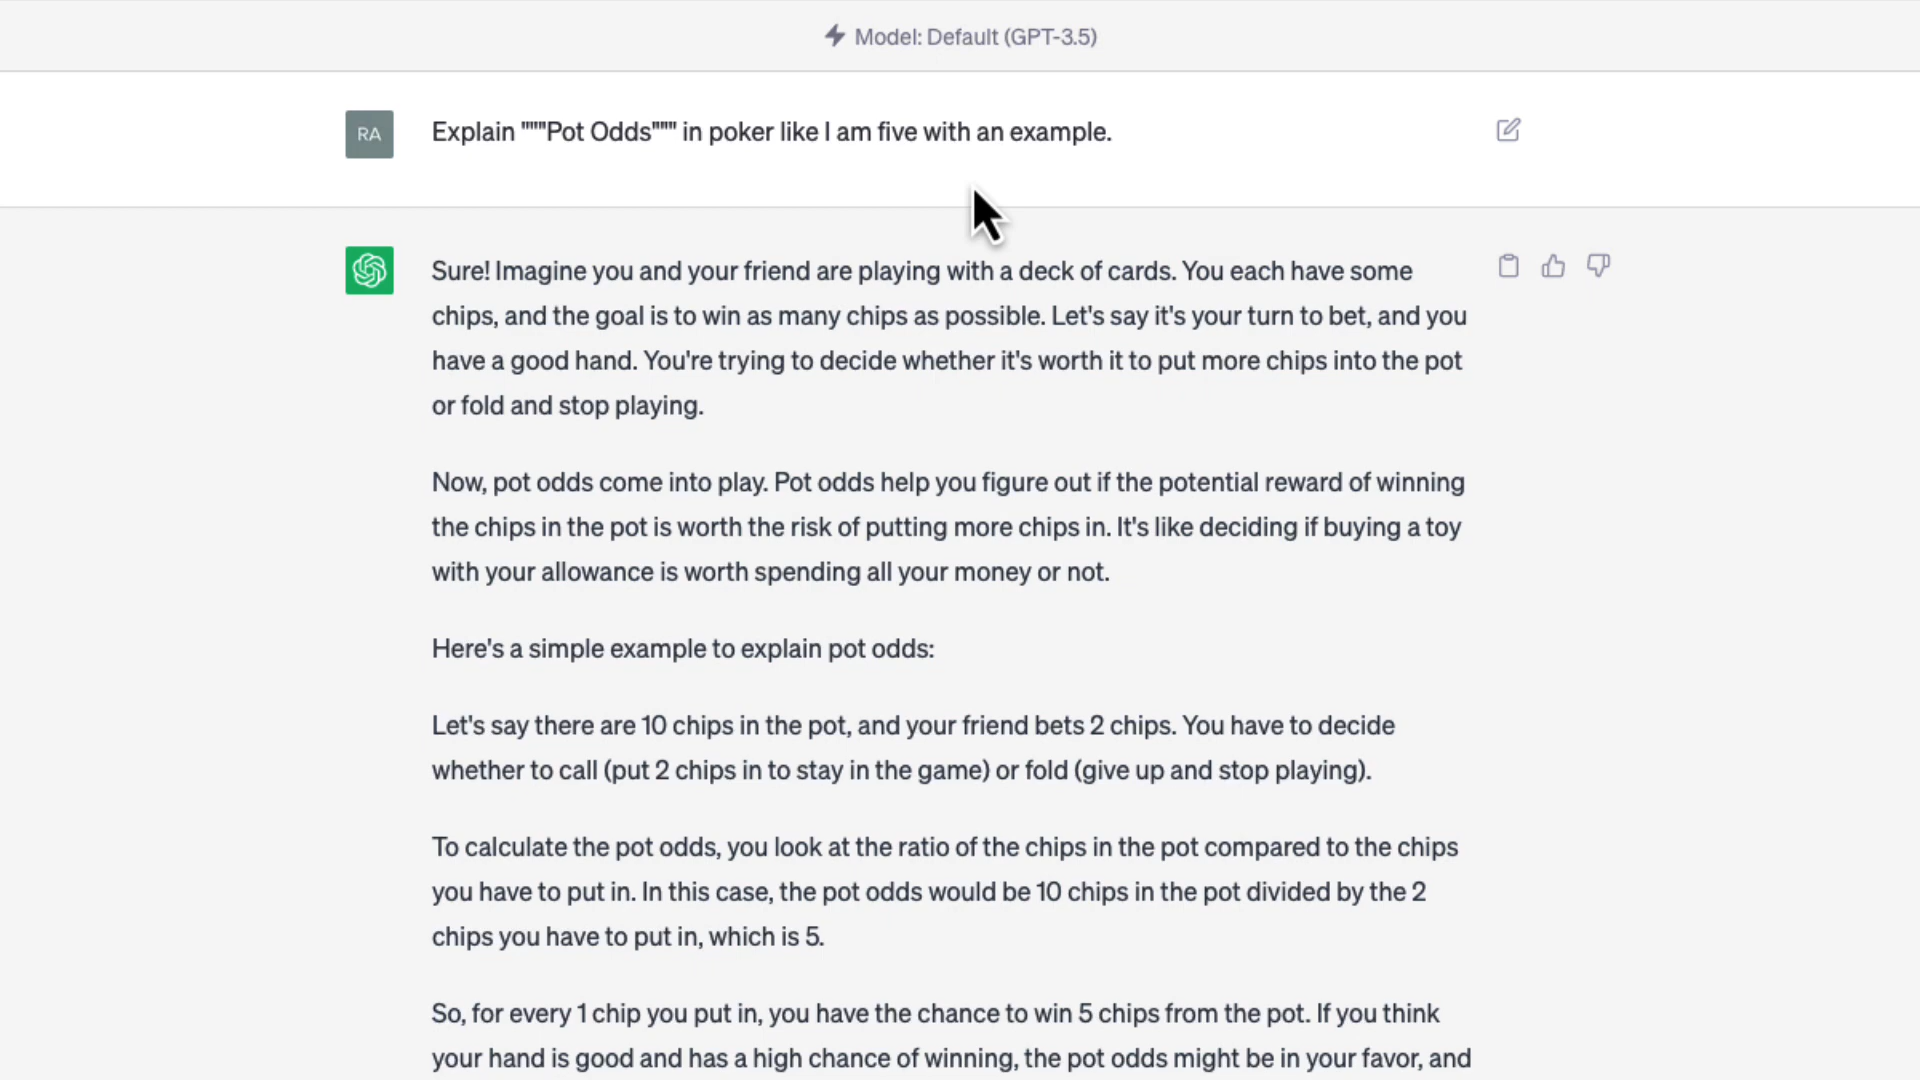 Model: Default (GPT-3.5)
RA
Explain """Pot Odds""" in poker like I am five with an example.
Sure! Imagine you and your friend are playing with a deck of cards. You each have some
chips, and the goal is to win as many chips as possible. Let's say it's your turn to bet, and you
have a good hand. You're trying to decide whether it's worth it to put more chips into the pot
or fold and stop playing.
Now, pot odds come into play. Pot odds help you figure out if the potential reward of winning
the chips in the pot is worth the risk of putting more chips in. It's like deciding if buying a toy
with your allowance is worth spending all your money or not.
Here's a simple example to explain pot odds:
Let's say there are 10 chips in the pot, and your friend bets 2 chips. You have to decide
whether to call (put 2 chips in to stay in the game) or fold (give up and stop playing).
To calculate the pot odds, you look at the ratio of the chips in the pot compared to the chips
you have to put in. In this case, the pot odds would be 10 chips in the pot divided by the 2
chips you have to put in, which is 5.
So, for every 1 chip you put in, you have the chance to win 5 chips from the pot. If you think
your hand is good and has a high chance of winning, the pot odds might be in your favor, and